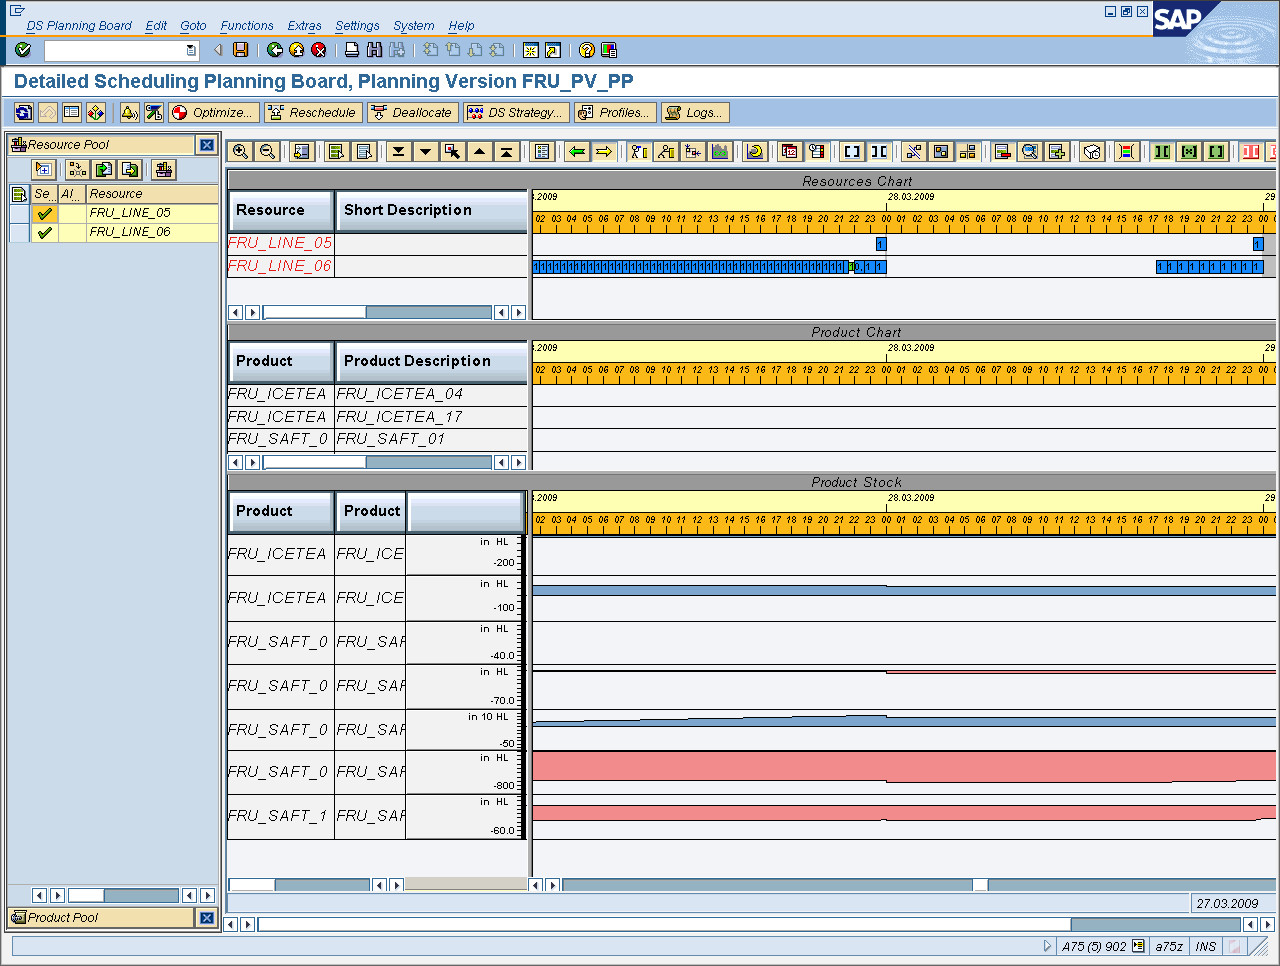 DS Planning Board Edit Goto Functions Extras Settings System Help
SAP
Detailed Scheduling Planning Board, Planning Version FRU_PV_PP
Optimize... Reschedule Deallocate DS Strategy... Profiles... Logs...
Resource Pool
Se... Al... Resource
FRU_LINE_05
FRU_LINE_06
Product Pool
Resources Chart
Resource Short Description
.2009 28.03.2009 29
02 03 04 05 06 07 08 09 10 11 12 13 14 15 16 17 18 19 20 21 22 23 00 01 02 03 04 05 06 07 08 09 10 11 12 13 14 15 16 17 18 19 20 21 22 23 00
FRU_LINE_05
FRU_LINE_06
Product Chart
Product Product Description
.2009 28.03.2009 29
02 03 04 05 06 07 08 09 10 11 12 13 14 15 16 17 18 19 20 21 22 23 00 01 02 03 04 05 06 07 08 09 10 11 12 13 14 15 16 17 18 19 20 21 22 23 00
FRU_ICETEA FRU_ICETEA_04
FRU_ICETEA FRU_ICETEA_17
FRU_SAFT_0 FRU_SAFT_01
Product Stock
Product Product
.2009 28.03.2009 29
02 03 04 05 06 07 08 09 10 11 12 13 14 15 16 17 18 19 20 21 22 23 00 01 02 03 04 05 06 07 08 09 10 11 12 13 14 15 16 17 18 19 20 21 22 23 00
FRU_ICETEA FRU_ICE in HL -200
FRU_ICETEA FRU_ICE in HL -100
FRU_SAFT_0 FRU_SAF in HL -40.0
FRU_SAFT_0 FRU_SAF in HL -70.0
FRU_SAFT_0 FRU_SAF in 10 HL -50
FRU_SAFT_0 FRU_SAF in HL -800
FRU_SAFT_1 FRU_SAF in HL -60.0
27.03.2009
A75 (5) 902 a75z INS